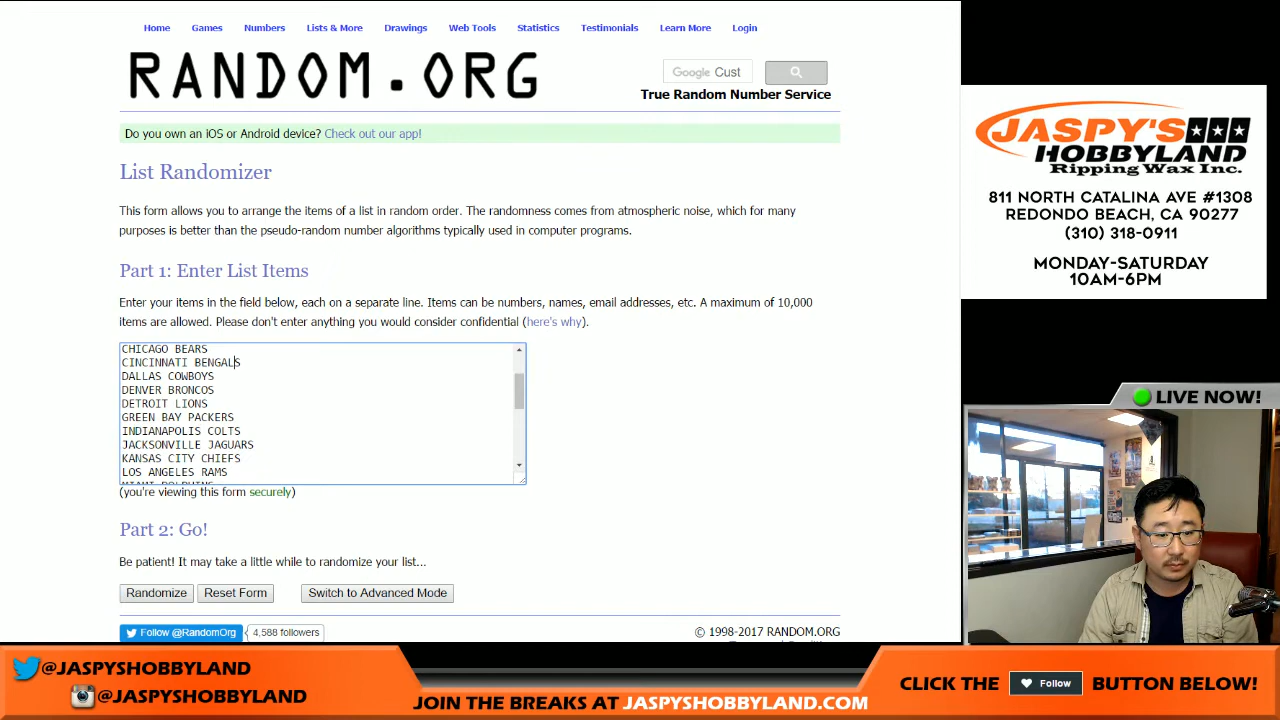 Home Games Numbers Lists & More Drawings Web Tools Statistics Testimonials Learn More Login
RANDOM.ORG
Google Cust
True Random Number Service
Do you own an iOS or Android device? Check out our app!
List Randomizer
This form allows you to arrange the items of a list in random order. The randomness comes from atmospheric noise, which for many
purposes is better than the pseudo-random number algorithms typically used in computer programs.
Part 1: Enter List Items
Enter your items in the field below, each on a separate line. Items can be numbers, names, email addresses, etc. A maximum of 10,000
items are allowed. Please don't enter anything you would consider confidential (here's why).
CHICAGO BEARS
CINCINNATI BENGALS
DALLAS COWBOYS
DENVER BRONCOS
DETROIT LIONS
GREEN BAY PACKERS
INDIANAPOLIS COLTS
JACKSONVILLE JAGUARS
KANSAS CITY CHIEFS
LOS ANGELES RAMS
(you're viewing this form securely)
Part 2: Go!
Be patient! It may take a little while to randomize your list...
Randomize Reset Form Switch to Advanced Mode
Follow @RandomOrg 4,588 followers
© 1998-2017 RANDOM.ORG
JASPY'S
HOBBYLAND
Ripping Wax Inc.
811 NORTH CATALINA AVE #1308
REDONDO BEACH, CA 90277
(310) 318-0911
MONDAY-SATURDAY
10AM-6PM
LIVE NOW!
@JASPYSHOBBYLAND
@JASPYSHOBBYLAND
JOIN THE BREAKS AT JASPYSHOBBYLAND.COM
CLICK THE Follow BUTTON BELOW!